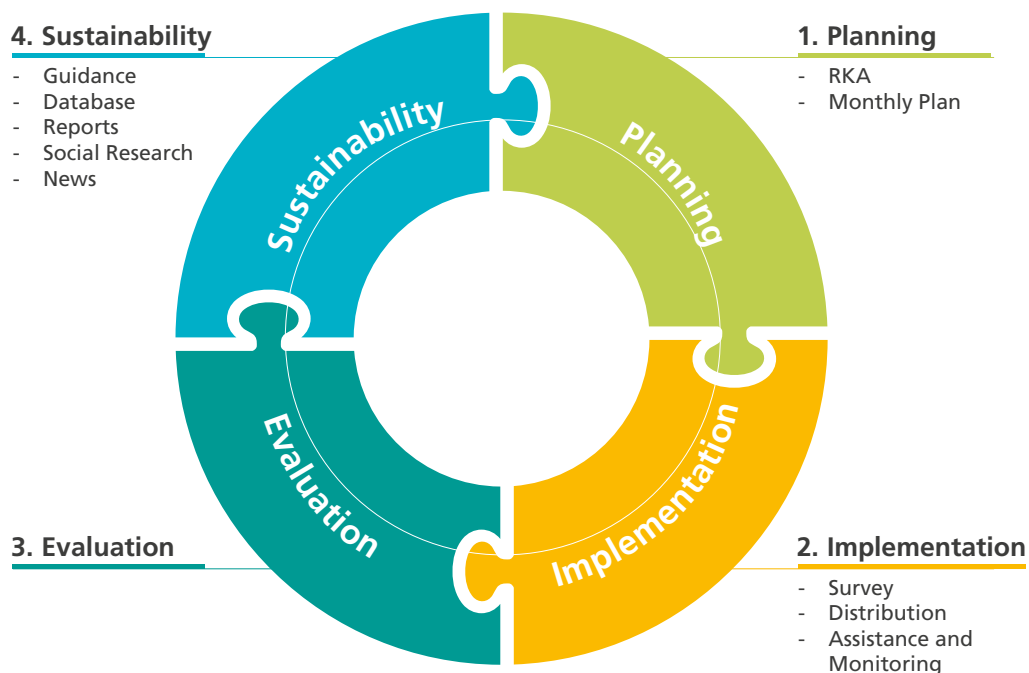 4. Sustainability
- Guidance
- Database
- Reports
- Social Research
- News
1. Planning
- RKA
- Monthly Plan
Sustainability
Planning
Evaluation
Implementation
3. Evaluation
2. Implementation
- Survey
- Distribution
- Assistance and
Monitoring